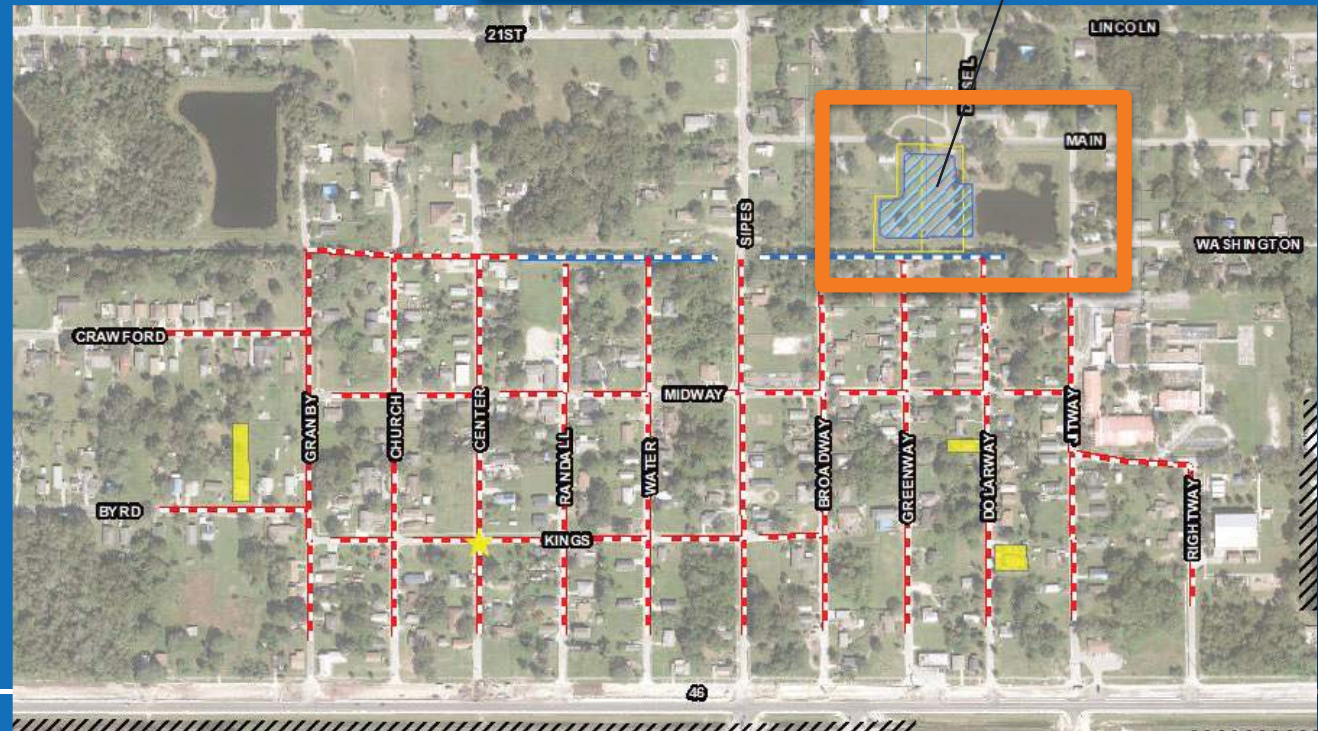 21ST
LINCOLN
MAIN
SIPES
WASHINGTON
CRAWFORD
MIDWAY
GRANBY
CHURCH
CENTER
RANDALL
WATER
BROADWAY
GREENWAY
DOLARWAY
JTWAY
BYRD
KINGS
RIGHTWAY
46